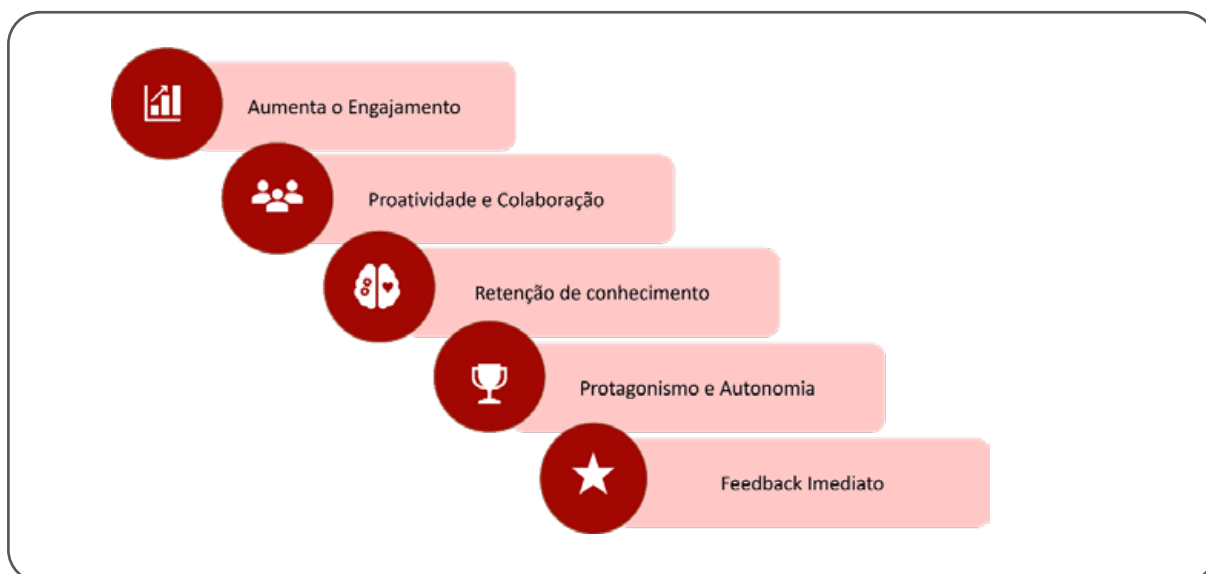 Aumenta o Engajamento
Proatividade e Colaboração
Retenção de conhecimento
Protagonismo e Autonomia
Feedback Imediato